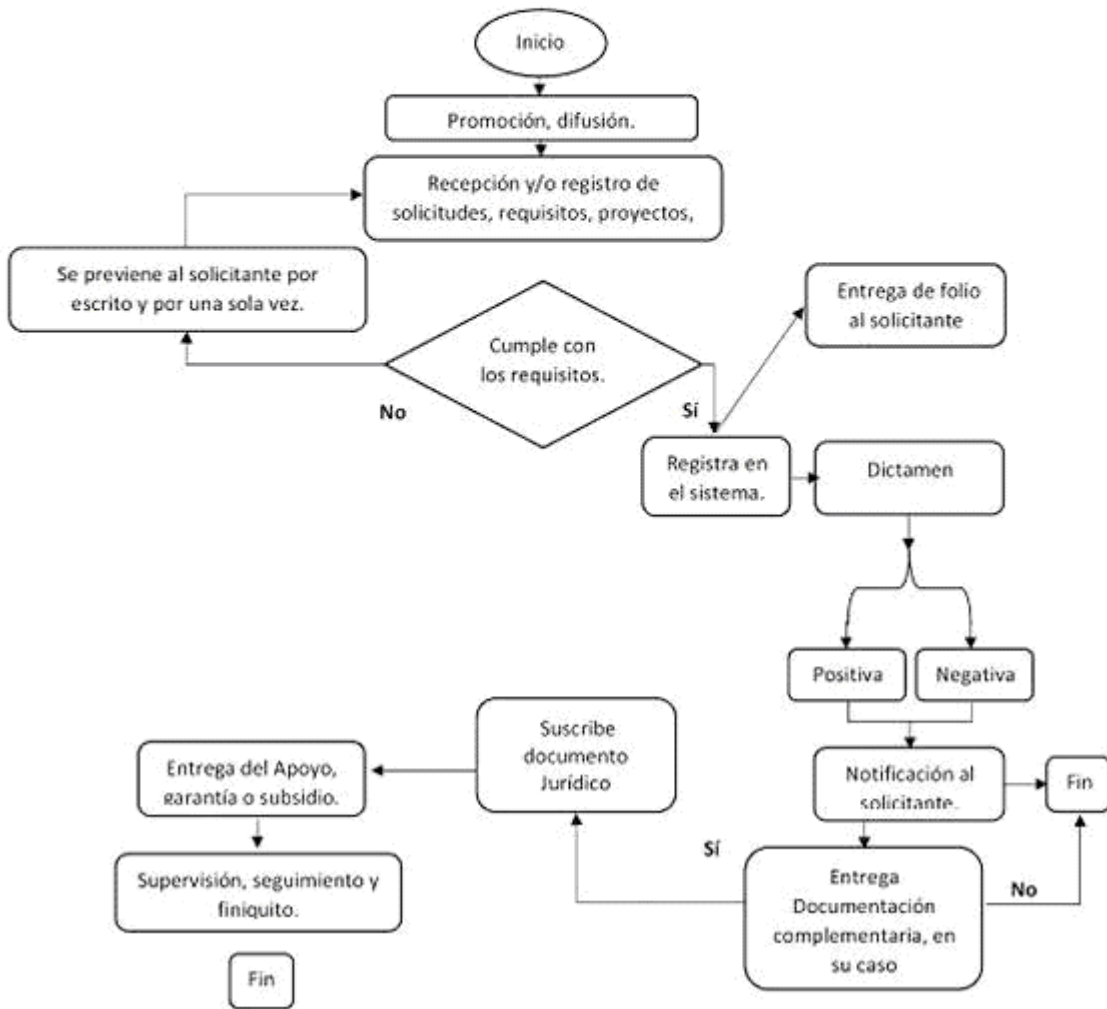 Inicio
Promoción, difusión.
Recepción y/o registro de
solicitudes, requisitos, proyectos,
Se previene al solicitante por
escrito y por una sola vez.
Entrega de folio
al solicitante
Cumple con
los requisitos.
No
Sí
Registra en
el sistema.
Dictamen
Positiva
Negativa
Suscribe
documento
Jurídico
Entrega del Apoyo,
garantía o subsidio.
Notificación al
solicitante.
Fin
Sí
Entrega
Documentación
complementaria, en
su caso
No
Supervisión, seguimiento y
finiquito.
Fin